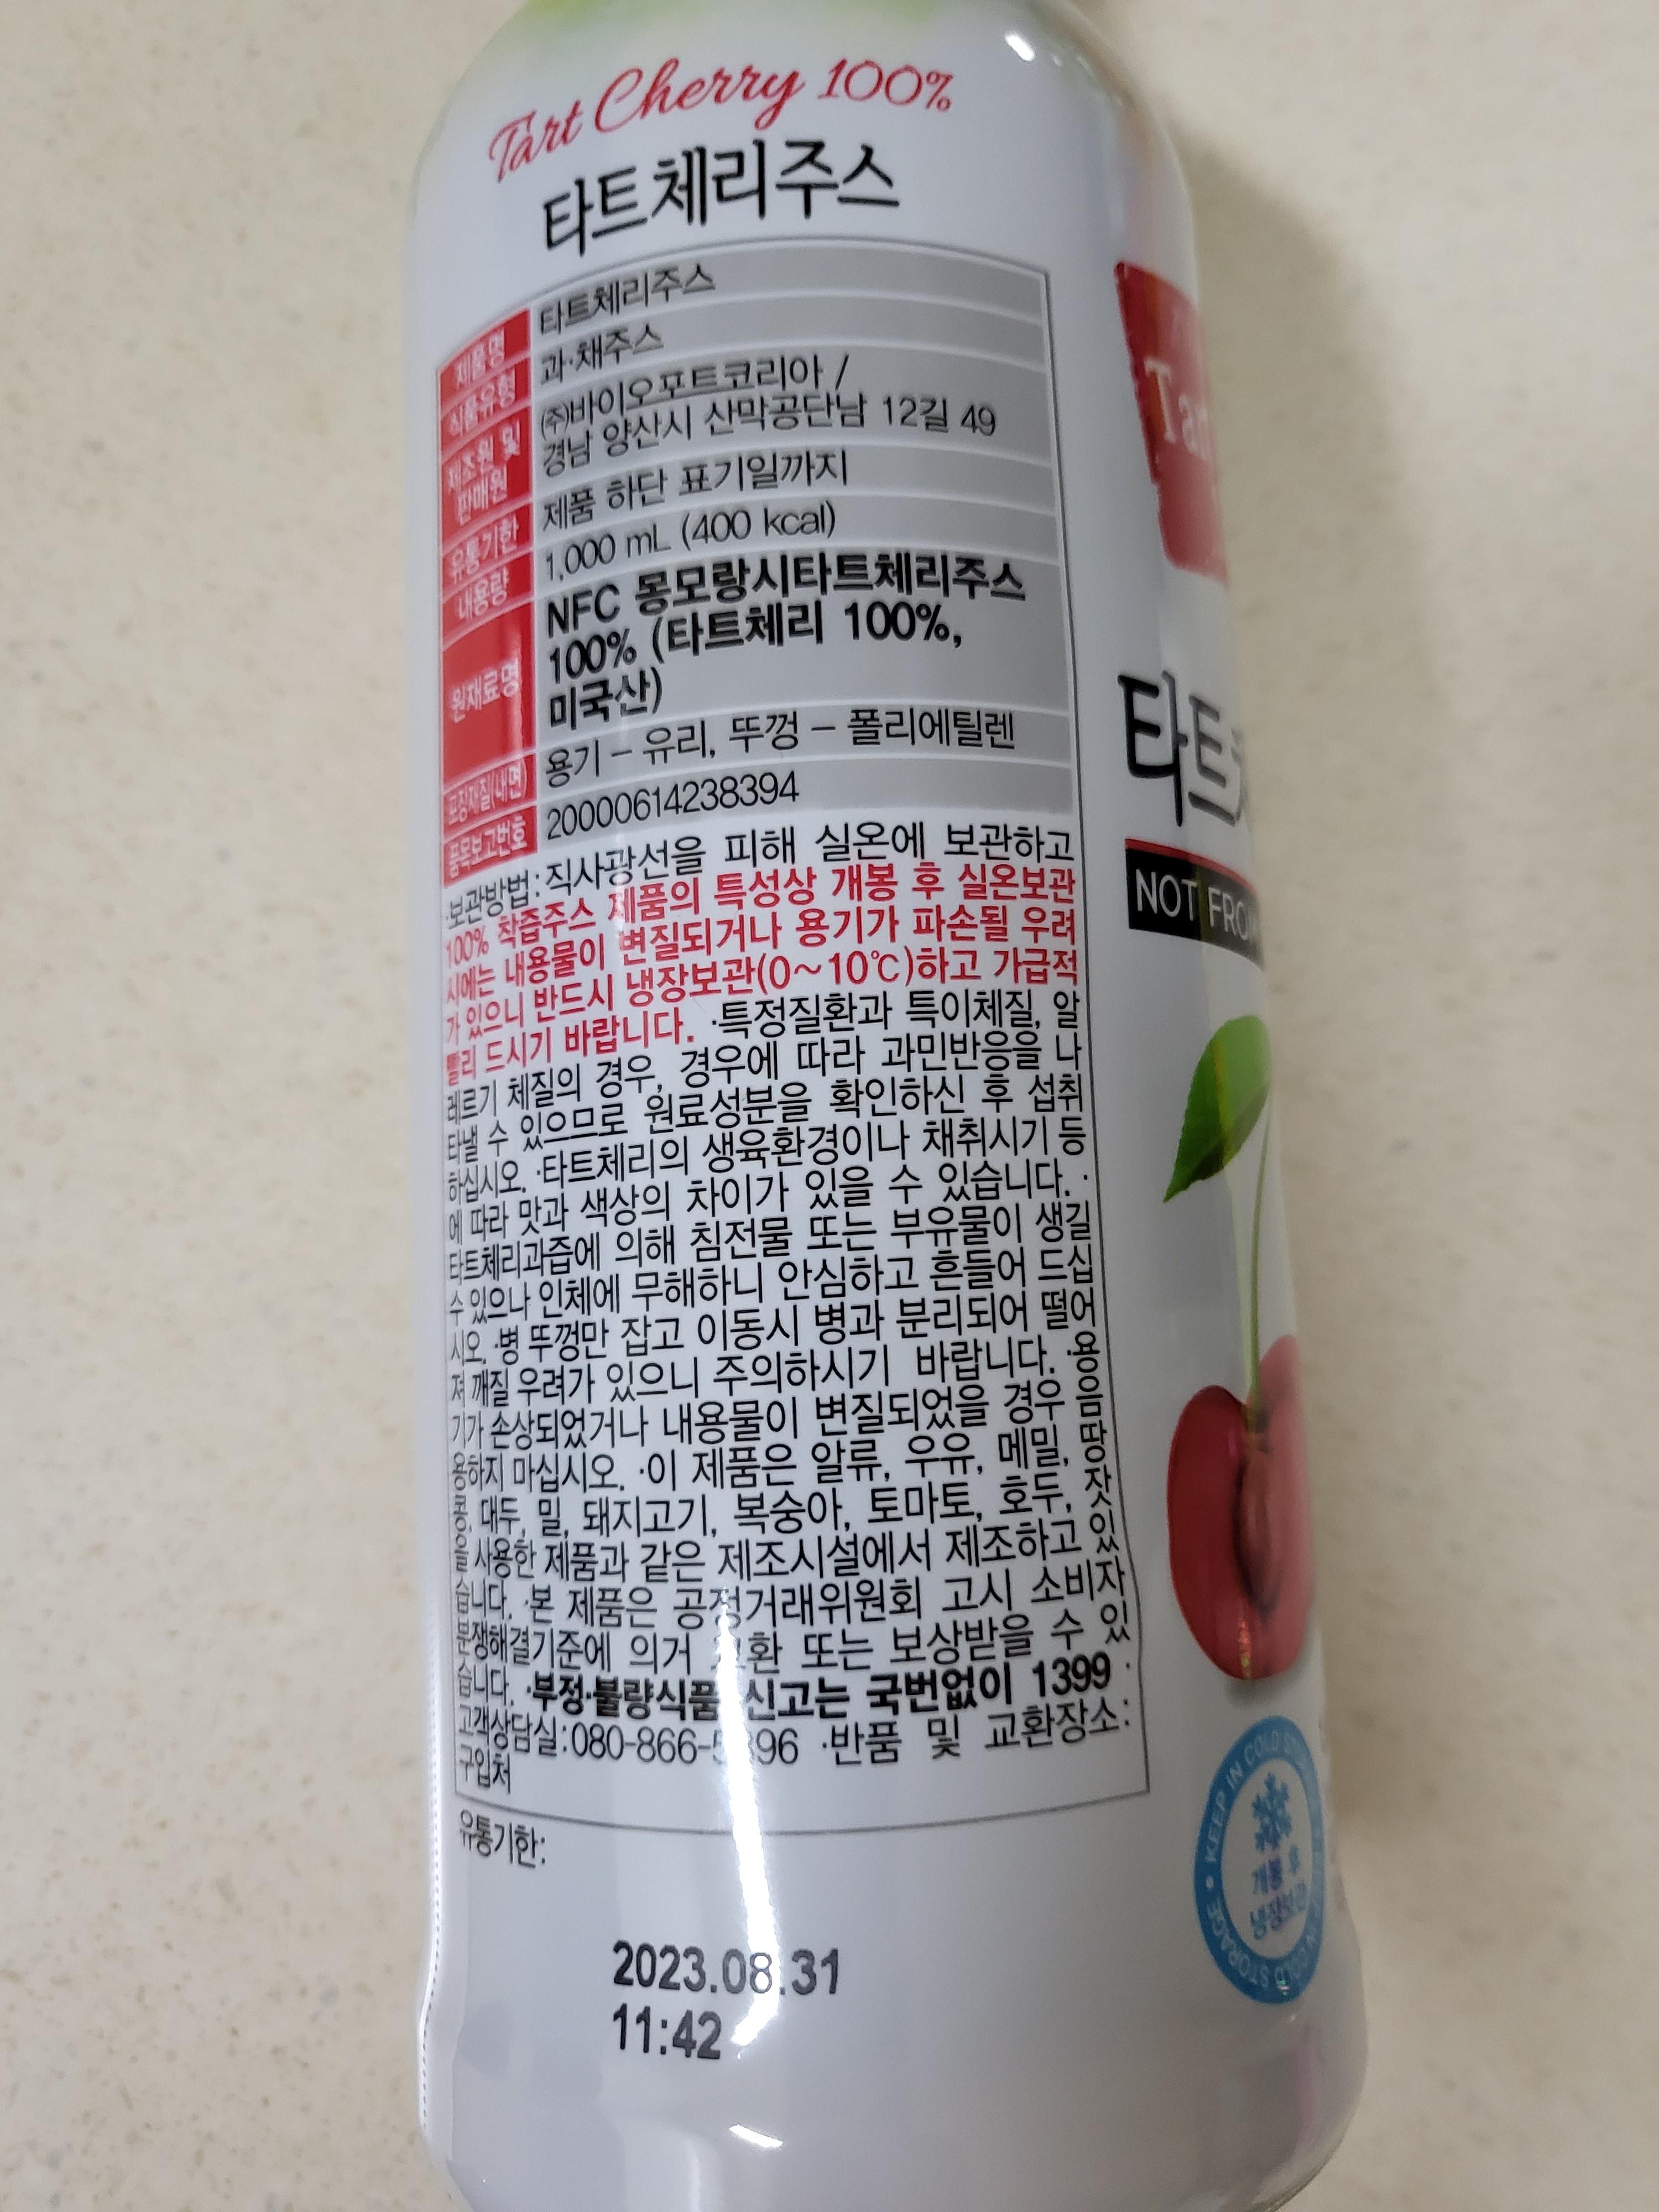 Tart Cherry 100%
타트체리주스
제품명 타트체리주스
식품유형 과·채주스
제조원 및 판매원 (주)바이오포트코리아 /
경남 양산시 산막공단남 12길 49
유통기한 제품 하단 표기일까지
내용량 1,000 mL (400 kcal)
원재료명 NFC 몽모랑시타트체리주스
100% (타트체리 100%,
미국산)
포장재질(내면) 용기 – 유리, 뚜껑 – 폴리에틸렌
품목보고번호 20000614238394
·보관방법:직사광선을 피해 실온에 보관하고
100% 착즙주스 제품의 특성상 개봉 후 실온보관
시에는 내용물이 변질되거나 용기가 파손될 우려
가 있으니 반드시 냉장보관(0~10℃)하고 가급적
빨리 드시기 바랍니다. ·특정질환과 특이체질, 알
레르기 체질의 경우, 경우에 따라 과민반응을 나
타낼 수 있으므로 원료성분을 확인하신 후 섭취
하십시오. ·타트체리의 생육환경이나 채취시기 등
에 따라 맛과 색상의 차이가 있을 수 있습니다. ·
타트체리과즙에 의해 침전물 또는 부유물이 생길
수 있으나 인체에 무해하니 안심하고 흔들어 드십
시오. ·병 뚜껑만 잡고 이동시 병과 분리되어 떨어
져 깨질 우려가 있으니 주의하시기 바랍니다. ·용
기가 손상되었거나 내용물이 변질되었을 경우 음
용하지 마십시오. ·이 제품은 알류, 우유, 메밀, 땅
콩, 대두, 밀, 돼지고기, 복숭아, 토마토, 호두, 잣
을 사용한 제품과 같은 제조시설에서 제조하고 있
습니다. ·본 제품은 공정거래위원회 고시 소비자
분쟁해결기준에 의거 교환 또는 보상받을 수 있
습니다. ·부정·불량식품 신고는 국번없이 1399 ·
고객상담실: ·반품 및 교환장소:
구입처
유통기한:
2023.08.31
11:42
NOT FROM
KEEP IN COLD STORAGE
개봉 후
냉장보관